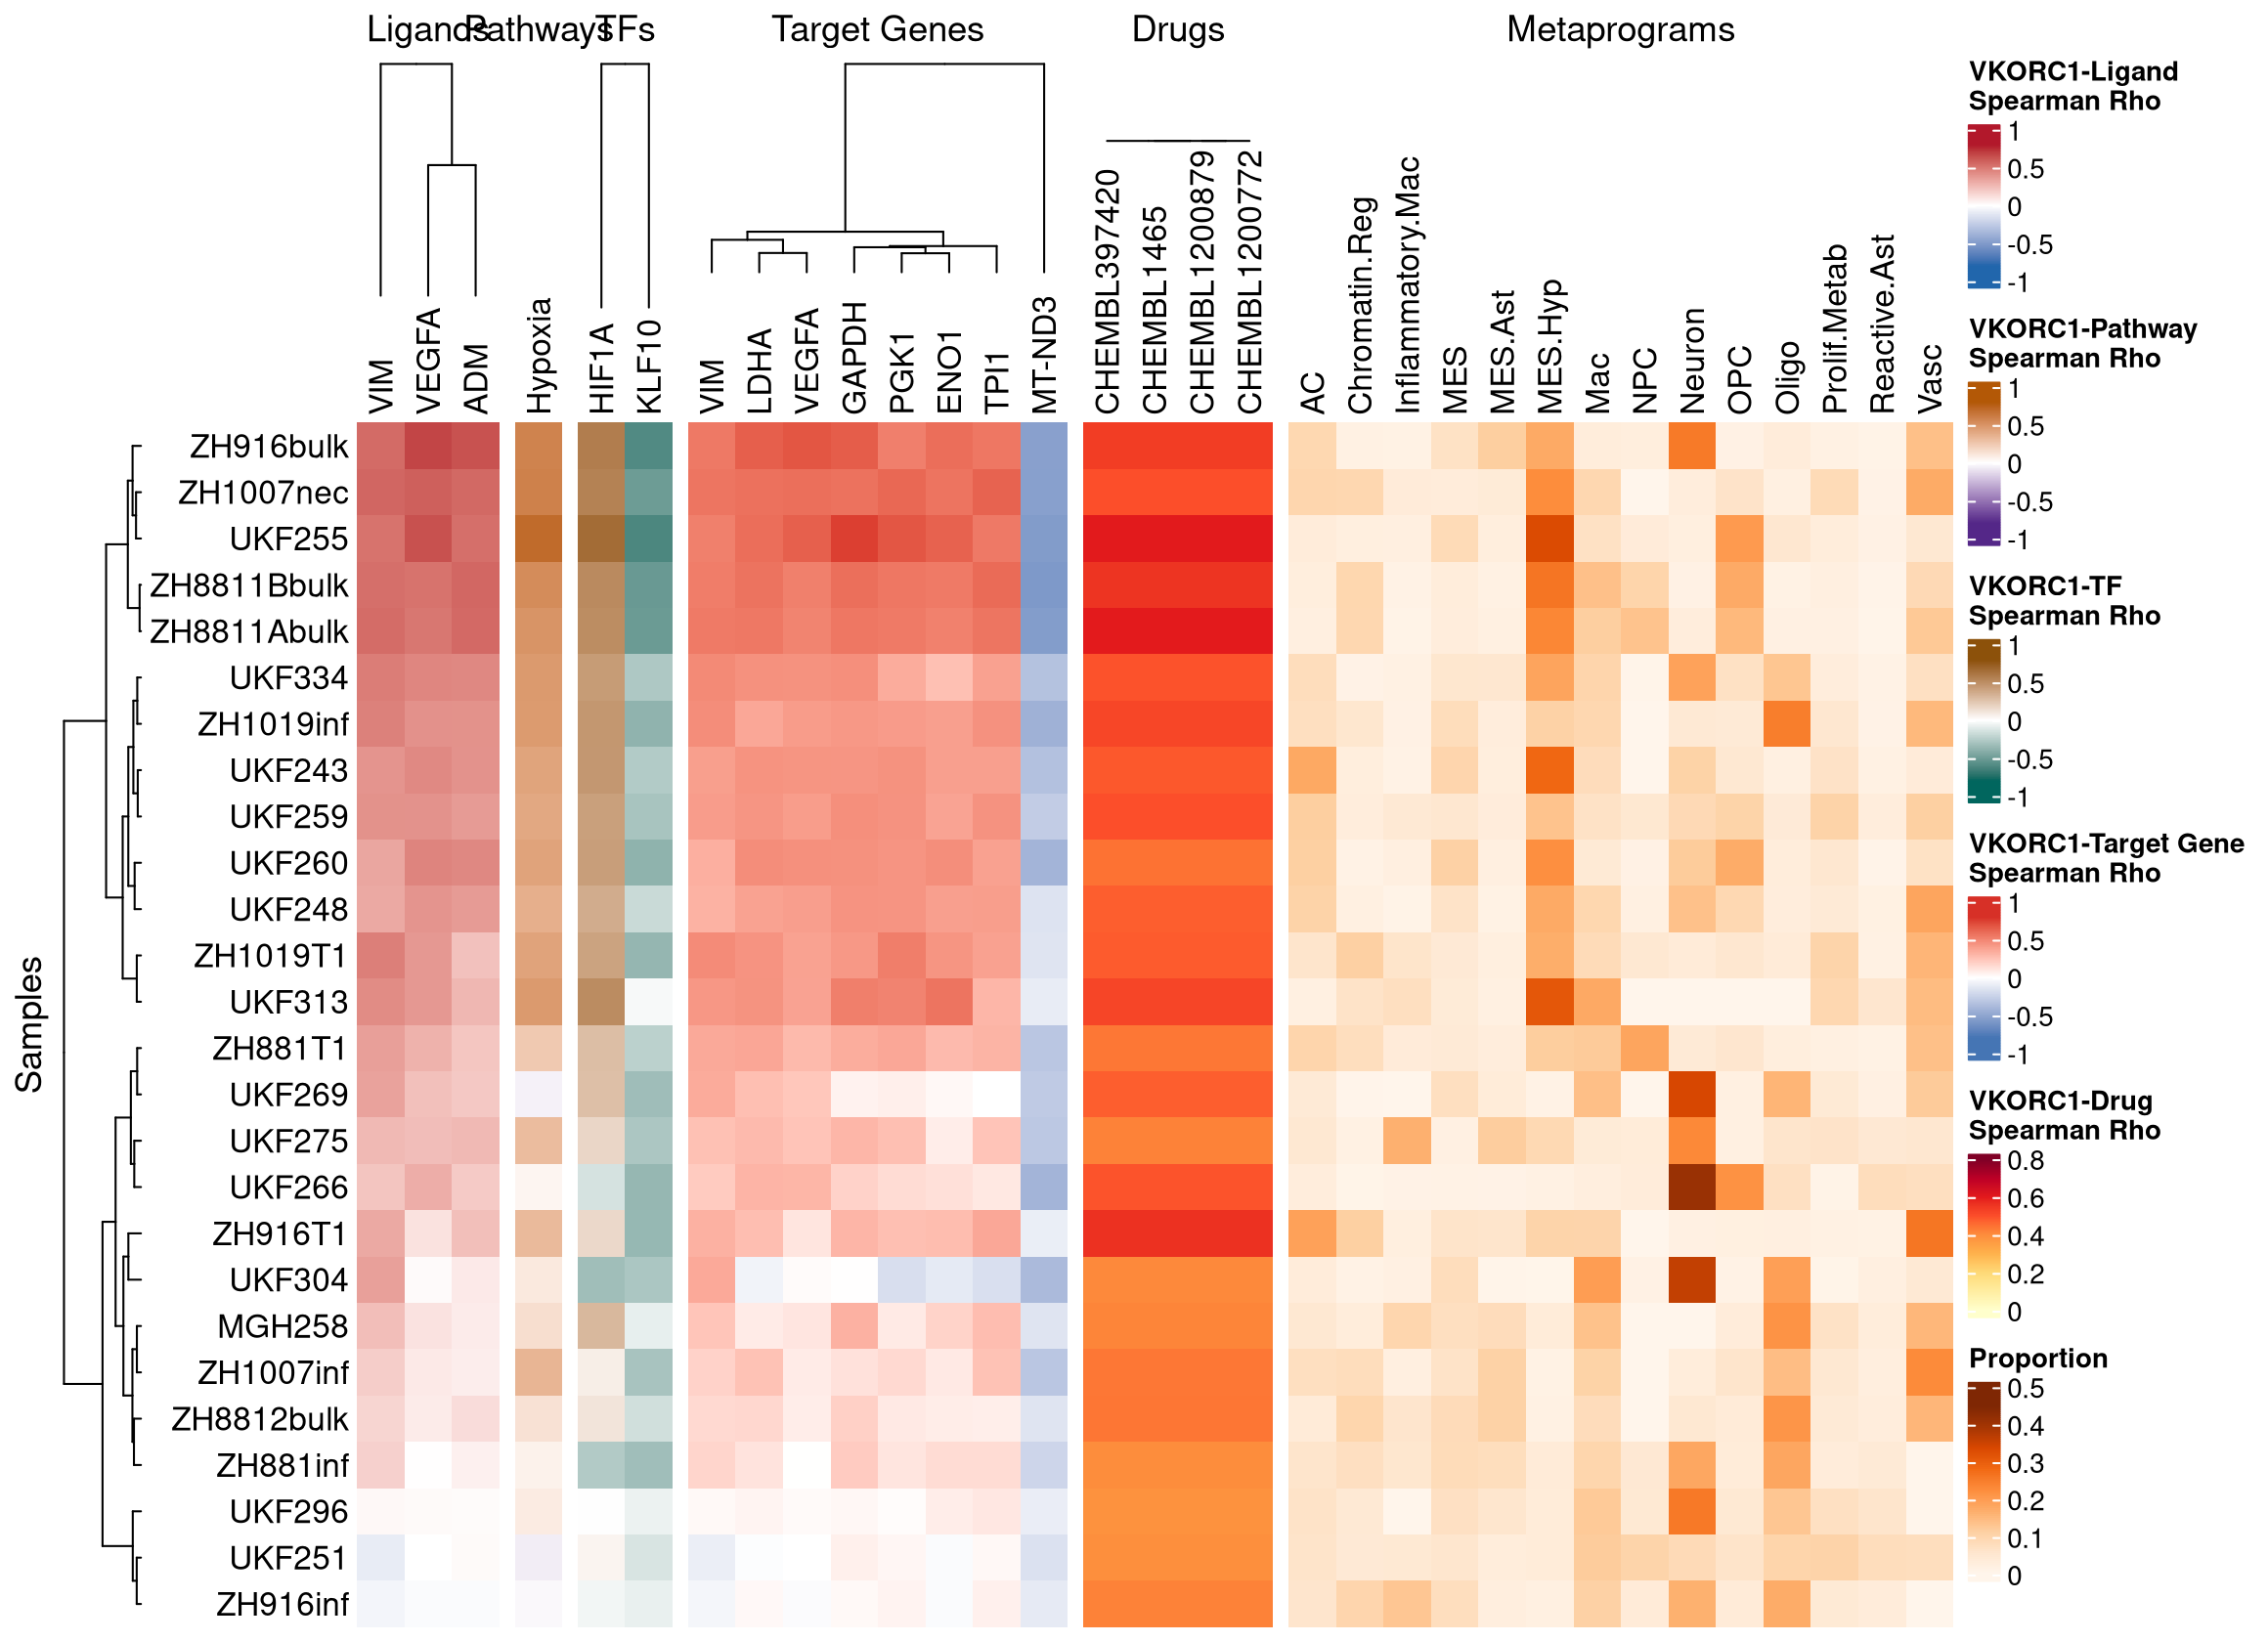 Ligands Pathways TFs Target Genes Drugs Metaprograms
VIM VEGFA ADM Hypoxia HIF1A KLF10 VIM LDHA VEGFA GAPDH PGK1 ENO1 TPI1 MT-ND3 CHEMBL397420 CHEMBL1465 CHEMBL1200879 CHEMBL1200772 AC Chromatin.Reg Inflammatory.Mac MES MES.Ast MES.Hyp Mac NPC Neuron OPC Oligo Prolif.Metab Reactive.Ast Vasc
Samples
ZH916bulk
ZH1007nec
UKF255
ZH8811Bbulk
ZH8811Abulk
UKF334
ZH1019inf
UKF243
UKF259
UKF260
UKF248
ZH1019T1
UKF313
ZH881T1
UKF269
UKF275
UKF266
ZH916T1
UKF304
MGH258
ZH1007inf
ZH8812bulk
ZH881inf
UKF296
UKF251
ZH916inf
VKORC1-Ligand
Spearman Rho
1
0.5
0
-0.5
-1
VKORC1-Pathway
Spearman Rho
1
0.5
0
-0.5
-1
VKORC1-TF
Spearman Rho
1
0.5
0
-0.5
-1
VKORC1-Target Gene
Spearman Rho
1
0.5
0
-0.5
-1
VKORC1-Drug
Spearman Rho
0.8
0.6
0.4
0.2
0
Proportion
0.5
0.4
0.3
0.2
0.1
0